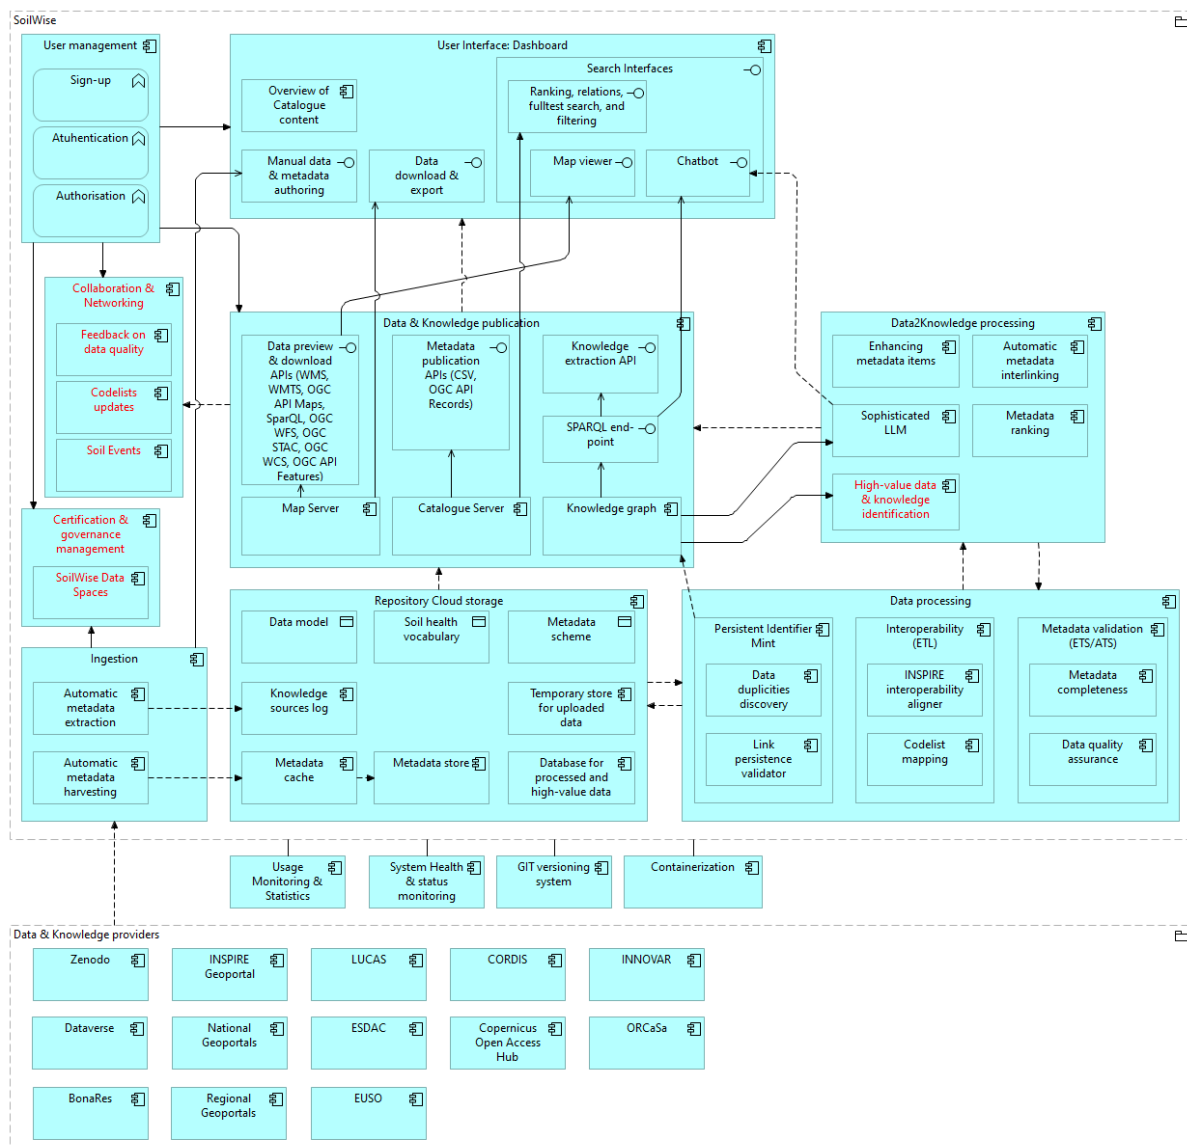 SoilWise
User management
Sign-up
Atuhentication
Authorisation
User Interface: Dashboard
Overview of
Catalogue
content
Search Interfaces
Ranking, relations,
fulltest search, and
filtering
Manual data
& metadata
authoring
Data
download &
export
Map viewer
Chatbot
Collaboration &
Networking
Feedback on
data quality
Codelists
updates
Soil Events
Data & Knowledge publication
Data preview
& download
APIs (WMS,
WMTS, OGC
API Maps,
SparQL, OGC
WFS, OGC
STAC, OGC
WCS, OGC API
Features)
Metadata
publication
APIs (CSV,
OGC API
Records)
Knowledge
extraction API
SPARQL end-
point
Map Server
Catalogue Server
Knowledge graph
Data2Knowledge processing
Enhancing
metadata items
Automatic
metadata
interlinking
Sophisticated
LLM
Metadata
ranking
High-value data
& knowledge
identification
Certification &
governance
management
SoilWise Data
Spaces
Ingestion
Automatic
metadata
extraction
Automatic
metadata
harvesting
Repository Cloud storage
Data model
Soil health
vocabulary
Metadata
scheme
Knowledge
sources log
Temporary store
for uploaded
data
Metadata
cache
Metadata store
Database for
processed and
high-value data
Data processing
Persistent Identifier
Mint
Data
duplicities
discovery
Link
persistence
validator
Interoperability
(ETL)
INSPIRE
interoperability
aligner
Codelist
mapping
Metadata validation
(ETS/ATS)
Metadata
completeness
Data quality
assurance
Usage
Monitoring &
Statistics
System Health
& status
monitoring
GIT versioning
system
Containerization
Data & Knowledge providers
Zenodo
INSPIRE
Geoportal
LUCAS
CORDIS
INNOVAR
Dataverse
National
Geoportals
ESDAC
Copernicus
Open Access
Hub
ORCaSa
BonaRes
Regional
Geoportals
EUSO